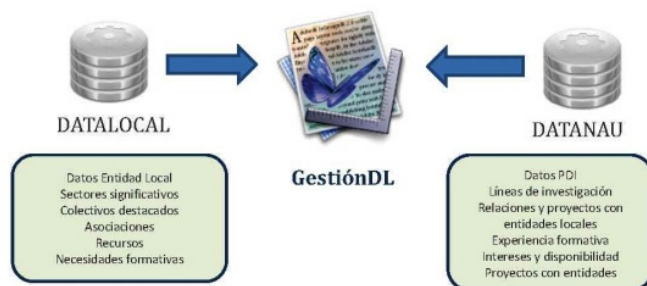 DATALOCAL
GestiónDL
DATANAU
Datos Entidad Local
Sectores significativos
Colectivos destacados
Asociaciones
Recursos
Necesidades formativas
Datos PDI
Líneas de investigación
Relaciones y proyectos con
entidades locales
Experiencia formativa
Intereses y disponibilidad
Proyectos con entidades